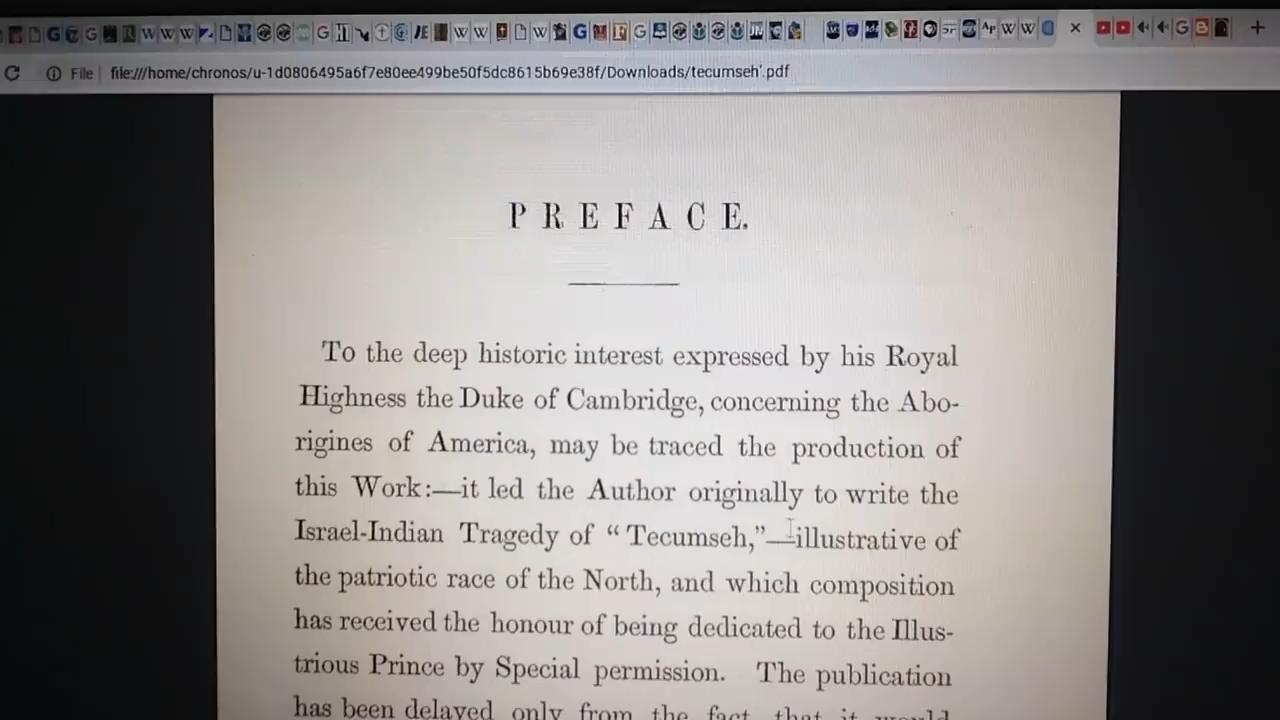 File file:///home/chronos/u-1d0806495a6f7e80ee499be50f5dc8615b69e38f/Downloads/tecumseh'.pdf
PREFACE.
To the deep historic interest expressed by his Royal
Highness the Duke of Cambridge, concerning the Abo-
rigines of America, may be traced the production of
this Work:—it led the Author originally to write the
Israel-Indian Tragedy of “Tecumseh,”—illustrative of
the patriotic race of the North, and which composition
has received the honour of being dedicated to the Illus-
trious Prince by Special permission. The publication
has been delayed only from the fact, that it would